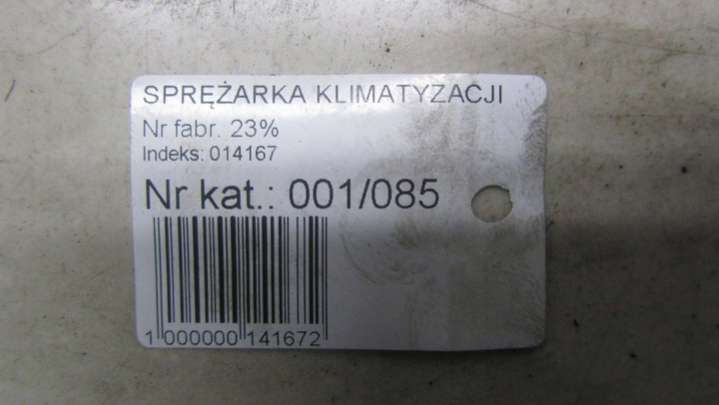 SPRĘŻARKA KLIMATYZACJI
Nr fabr. 23%
Indeks: 014167
Nr kat.: 001/085
1 000000 141672